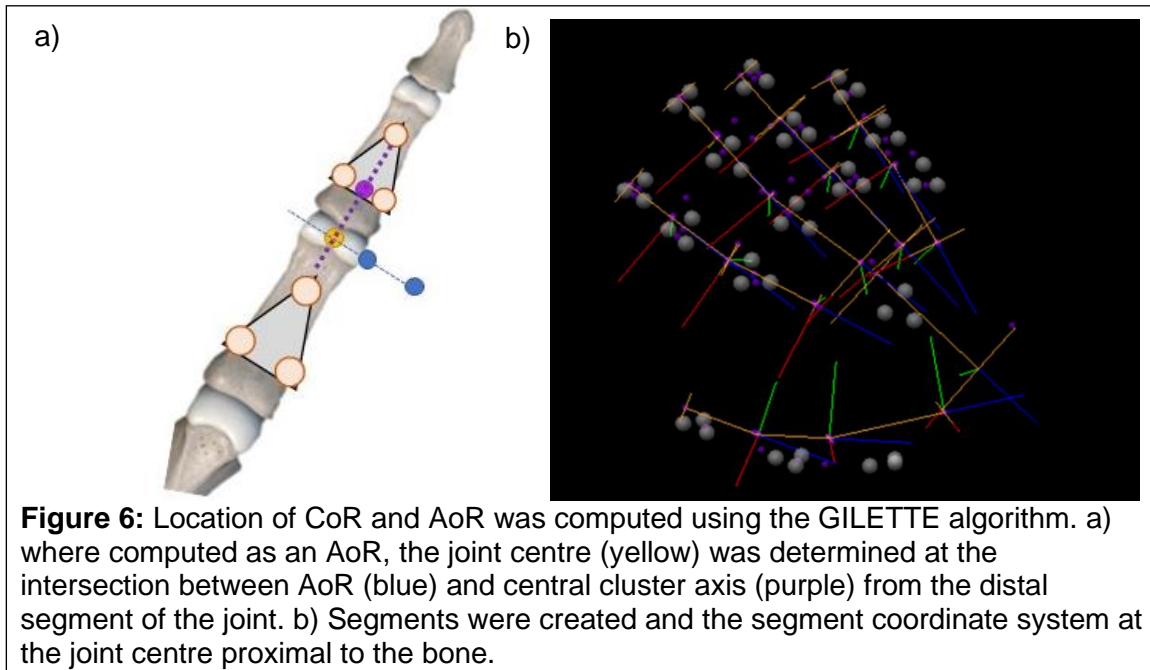 a)
b)
Figure 6: Location of CoR and AoR was computed using the GILETTE algorithm. a)
where computed as an AoR, the joint centre (yellow) was determined at the
intersection between AoR (blue) and central cluster axis (purple) from the distal
segment of the joint. b) Segments were created and the segment coordinate system at
the joint centre proximal to the bone.